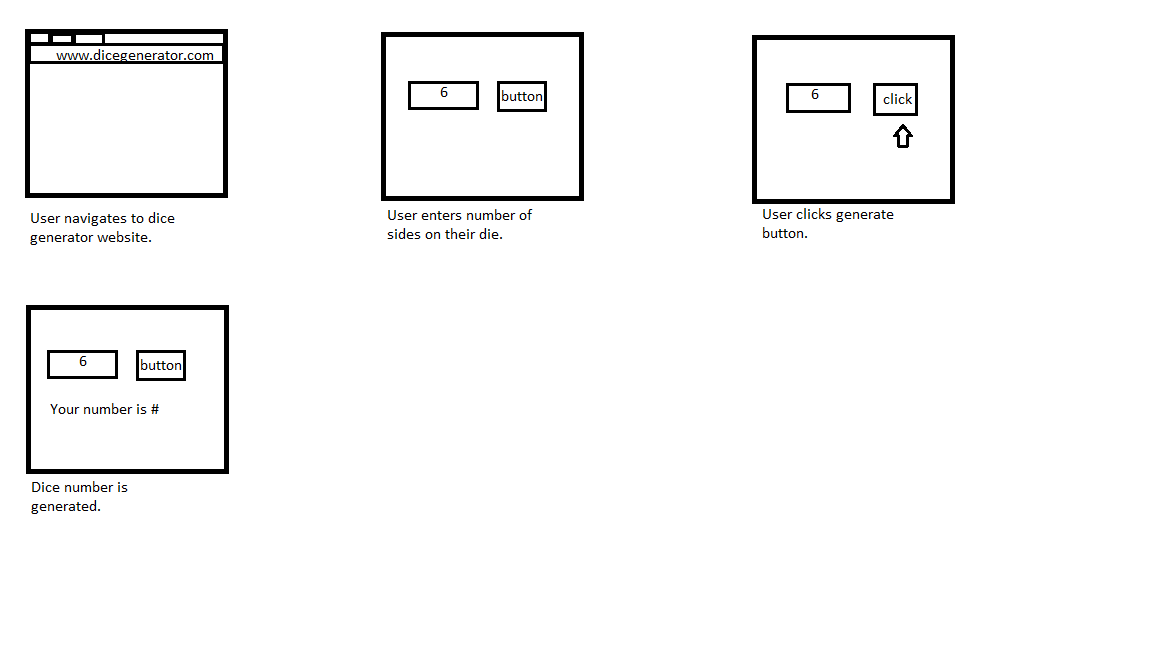 www.dicegenerator.com
User navigates to dice
generator website.
6
button
User enters number of
sides on their die.
6
click
User clicks generate
button.
6
button
Your number is #
Dice number is
generated.